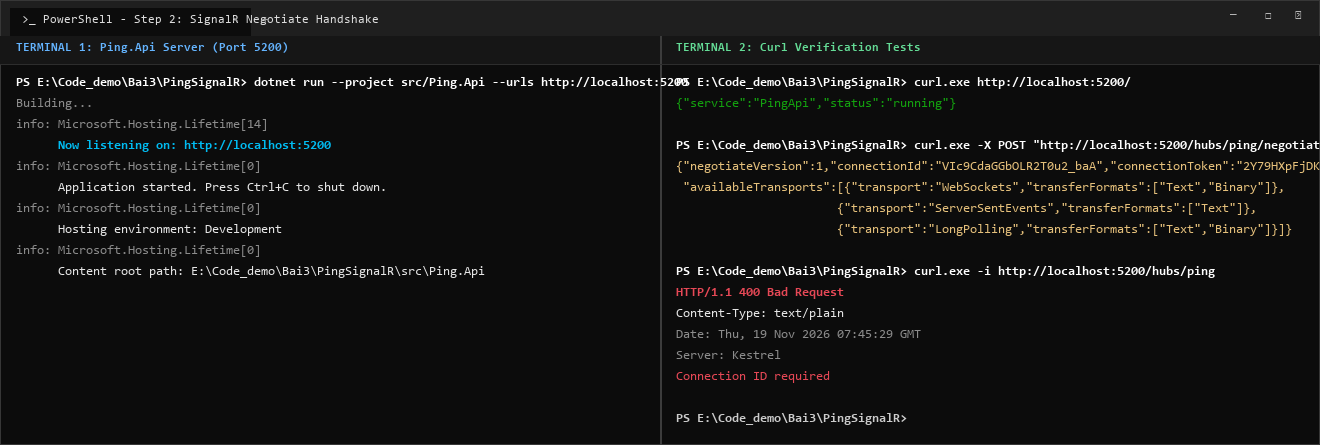 >_ PowerShell - Step 2: SignalR Negotiate Handshake
TERMINAL 1: Ping.Api Server (Port 5200)
PS E:\Code_demo\Bai3\PingSignalR> dotnet run --project src/Ping.Api --urls http://localhost:5200
Building...
info: Microsoft.Hosting.Lifetime[14]
Now listening on: http://localhost:5200
info: Microsoft.Hosting.Lifetime[0]
Application started. Press Ctrl+C to shut down.
info: Microsoft.Hosting.Lifetime[0]
Hosting environment: Development
info: Microsoft.Hosting.Lifetime[0]
Content root path: E:\Code_demo\Bai3\PingSignalR\src\Ping.Api
TERMINAL 2: Curl Verification Tests
PS E:\Code_demo\Bai3\PingSignalR> curl.exe http://localhost:5200/
{"service":"PingApi","status":"running"}
PS E:\Code_demo\Bai3\PingSignalR> curl.exe -X POST "http://localhost:5200/hubs/ping/negotiat
{"negotiateVersion":1,"connectionId":"VIc9CdaGGbOLR2T0u2_baA","connectionToken":"2Y79HXpFjDK
"availableTransports":[{"transport":"WebSockets","transferFormats":["Text","Binary"]},
{"transport":"ServerSentEvents","transferFormats":["Text"]},
{"transport":"LongPolling","transferFormats":["Text","Binary"]}]}
PS E:\Code_demo\Bai3\PingSignalR> curl.exe -i http://localhost:5200/hubs/ping
HTTP/1.1 400 Bad Request
Content-Type: text/plain
Date: Thu, 19 Nov 2026 07:45:29 GMT
Server: Kestrel
Connection ID required
PS E:\Code_demo\Bai3\PingSignalR>